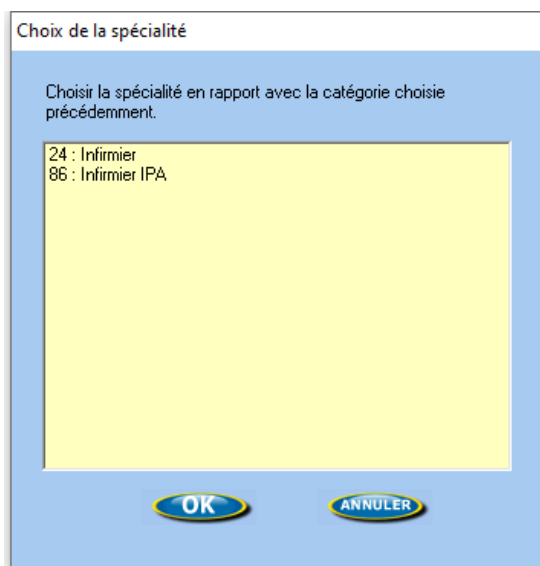 Choix de la spécialité
Choisir la spécialité en rapport avec la catégorie choisie
précédemment.
24 : Infirmier
86 : Infirmier IPA
OK
ANNULER